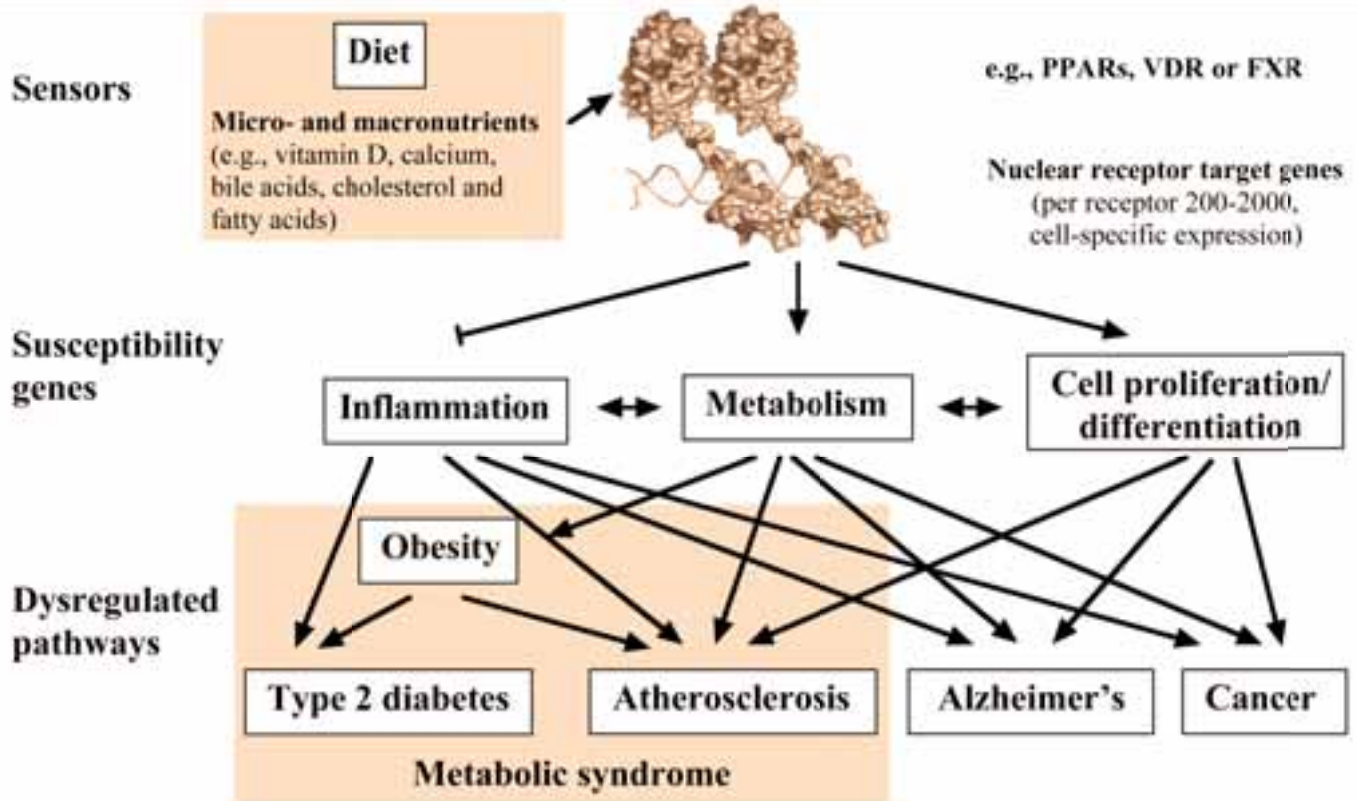 Sensors
Diet
Micro- and macronutrients
(e.g., vitamin D, calcium,
bile acids, cholesterol and
fatty acids)
e.g., PPARs, VDR or FXR
Nuclear receptor target genes
(per receptor 200-2000,
cell-specific expression)
Susceptibility
genes
Inflammation
Metabolism
Cell proliferation/
differentiation
Dysregulated
pathways
Obesity
Type 2 diabetes
Atherosclerosis
Alzheimer's
Cancer
Metabolic syndrome